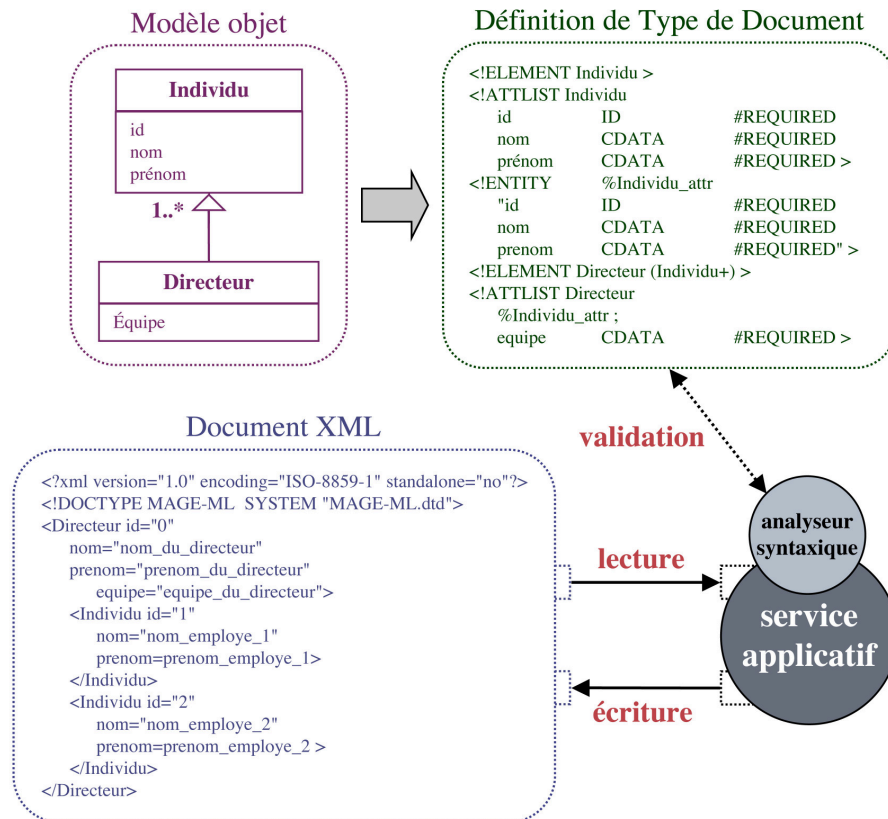 Modèle objet
Individu
id
nom
prénom
1..*
Directeur
Équipe
Définition de Type de Document
<!ELEMENT Individu >
<!ATTLIST Individu
id ID #REQUIRED
nom CDATA #REQUIRED
prénom CDATA #REQUIRED >
<!ENTITY %Individu_attr
"id ID #REQUIRED
nom CDATA #REQUIRED
prenom CDATA #REQUIRED" >
<!ELEMENT Directeur (Individu+) >
<!ATTLIST Directeur
%Individu_attr ;
equipe CDATA #REQUIRED >
validation
Document XML
<?xml version="1.0" encoding="ISO-8859-1" standalone="no"?>
<!DOCTYPE MAGE-ML SYSTEM "MAGE-ML.dtd">
<Directeur id="0"
nom="nom_du_directeur"
prenom="prenom_du_directeur"
equipe="equipe_du_directeur">
<Individu id="1"
nom="nom_employe_1"
prenom=prenom_employe_1>
</Individu>
<Individu id="2"
nom="nom_employe_2"
prenom=prenom_employe_2 >
</Individu>
</Directeur>
lecture
écriture
analyseur
syntaxique
service
applicatif